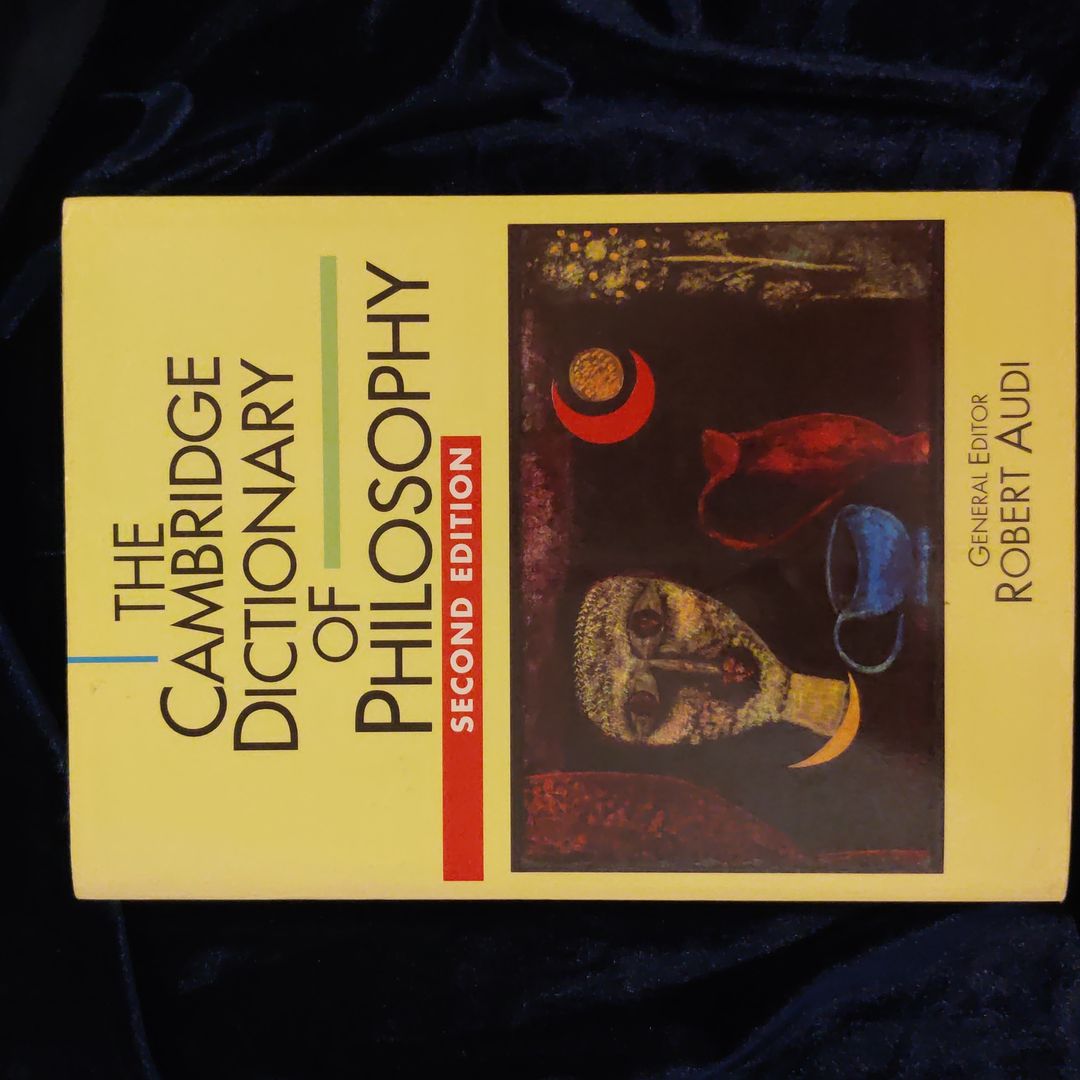 THE
CAMBRIDGE
DICTIONARY
OF
PHILOSOPHY
SECOND EDITION
GENERAL EDITOR
ROBERT AUDI